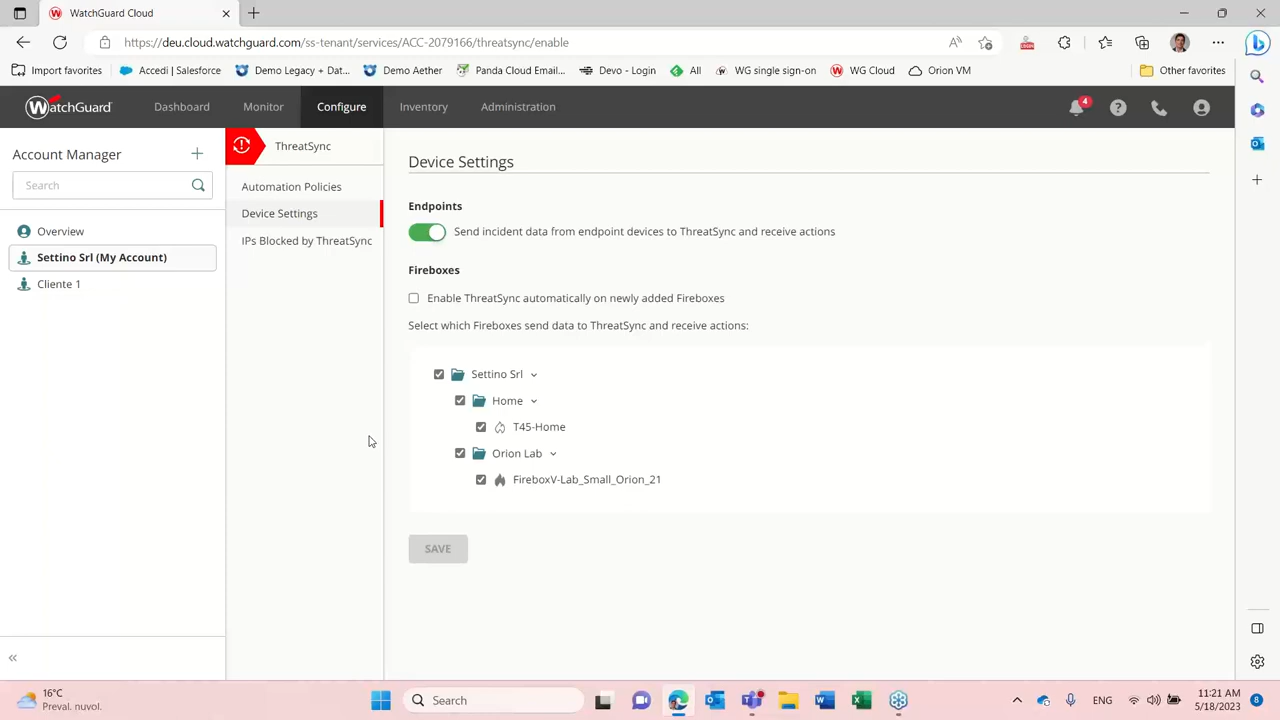 WatchGuard Cloud
https://deu.cloud.watchguard.com/ss-tenant/services/ACC-2079166/threatsync/enable
Import favorites
Accedi | Salesforce
Demo Legacy + Dat...
Demo Aether
Panda Cloud Email...
Devo - Login
All
WG single sign-on
WG Cloud
Orion VM
Other favorites
WatchGuard
Dashboard
Monitor
Configure
Inventory
Administration
4
Account Manager
Search
Overview
Settino Srl (My Account)
Cliente 1
ThreatSync
Automation Policies
Device Settings
IPs Blocked by ThreatSync
Device Settings
Endpoints
Send incident data from endpoint devices to ThreatSync and receive actions
Fireboxes
Enable ThreatSync automatically on newly added Fireboxes
Select which Fireboxes send data to ThreatSync and receive actions:
Settino Srl
Home
T45-Home
Orion Lab
FireboxV-Lab_Small_Orion_21
SAVE
16°C
Preval. nuvol.
Search
ENG
11:21 AM
5/18/2023
8